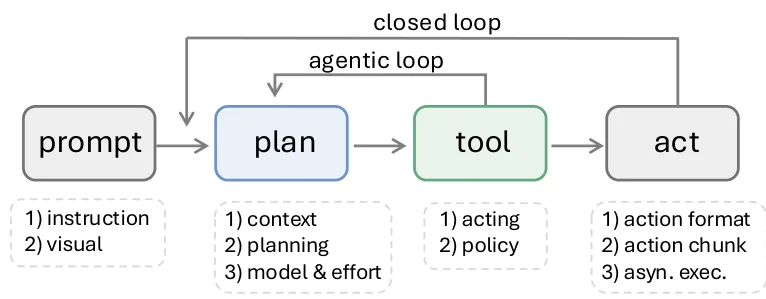 closed loop
agentic loop
prompt
plan
tool
act
1) instruction
2) visual
1) context
2) planning
3) model & effort
1) acting
2) policy
1) action format
2) action chunk
3) asyn. exec.